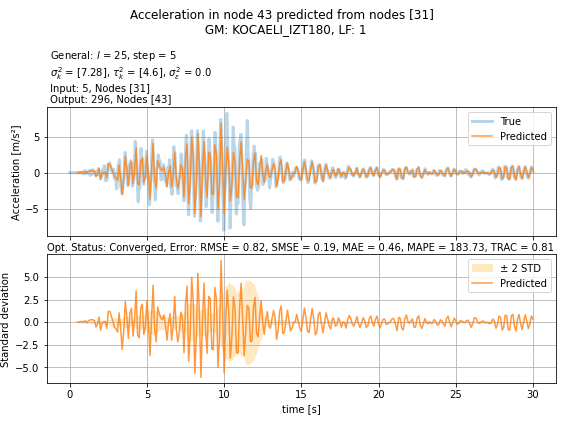 Acceleration in node 43 predicted from nodes [31]
GM: KOCAELI_IZT180, LF: 1
General: l = 25, step = 5
σ²ₖ = [7.28], τ²ₖ = [4.6], σ²ε = 0.0
Input: 5, Nodes [31]
Output: 296, Nodes [43]
Acceleration [m/s²]
5
0
−5
True
Predicted
Opt. Status: Converged, Error: RMSE = 0.82, SMSE = 0.19, MAE = 0.46, MAPE = 183.73, TRAC = 0.81
Standard deviation
5.0
2.5
0.0
−2.5
−5.0
± 2 STD
Predicted
0 5 10 15 20 25 30
time [s]